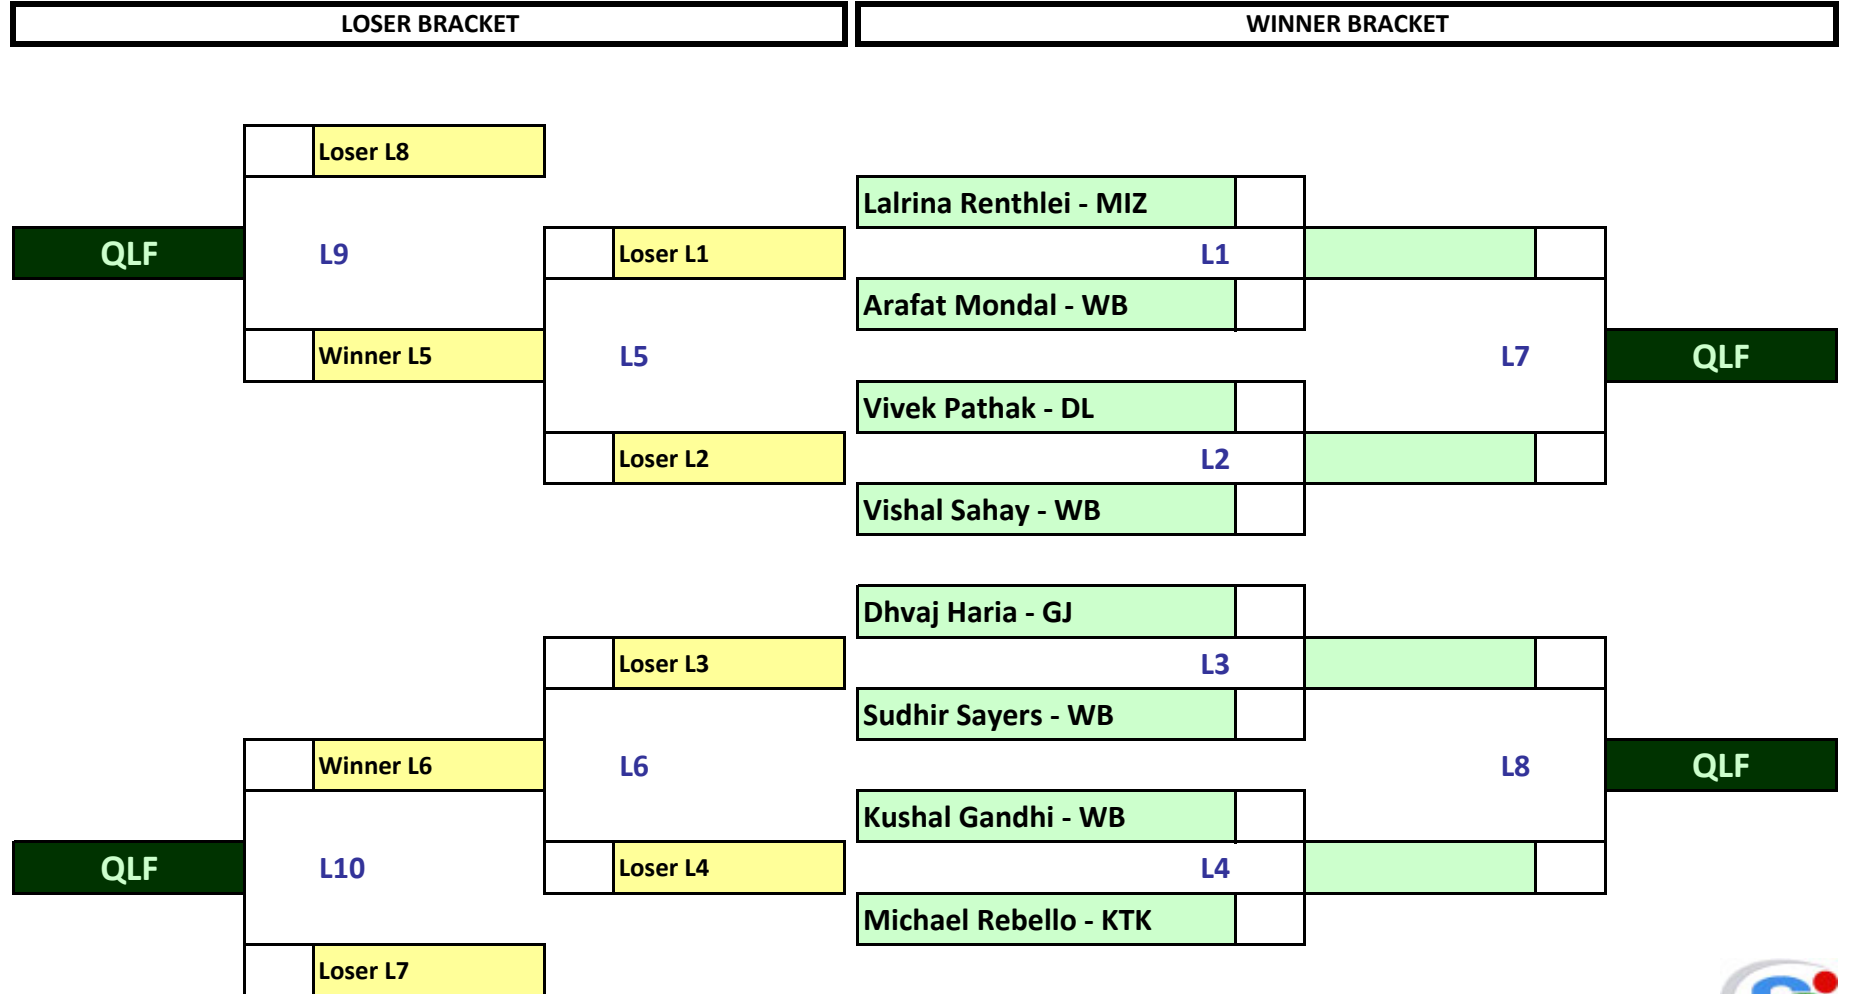 LOSER BRACKET
WINNER BRACKET
Loser L8
Lalrina Renthlei - MIZ
QLF
L9
Loser L1
L1
Arafat Mondal - WB
Winner L5
L5
L7
QLF
Vivek Pathak - DL
Loser L2
L2
Vishal Sahay - WB
Dhvaj Haria - GJ
Loser L3
L3
Sudhir Sayers - WB
Winner L6
L6
L8
QLF
Kushal Gandhi - WB
QLF
L10
Loser L4
L4
Michael Rebello - KTK
Loser L7